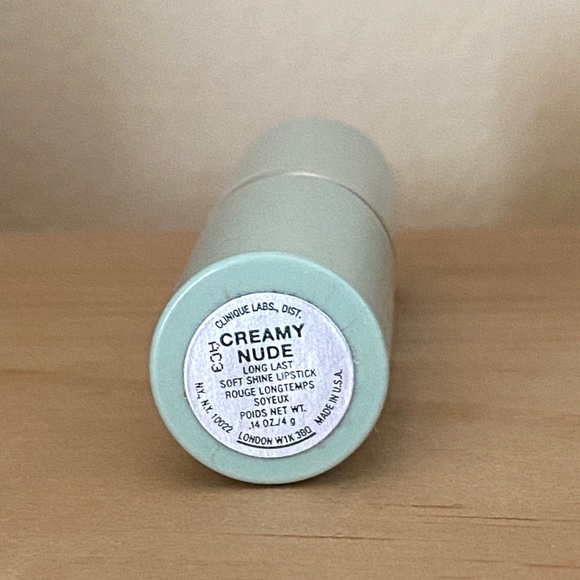 CLINIQUE LABS., DIST.
CREAMY
NUDE
LONG LAST
SOFT SHINE LIPSTICK
ROUGE LONGTEMPS
SOYEUX
POIDS NET WT.
.14 OZ./4 g
N.Y., N.Y. 10022
LONDON W1X 3BQ
MADE IN U.S.A.
AC3